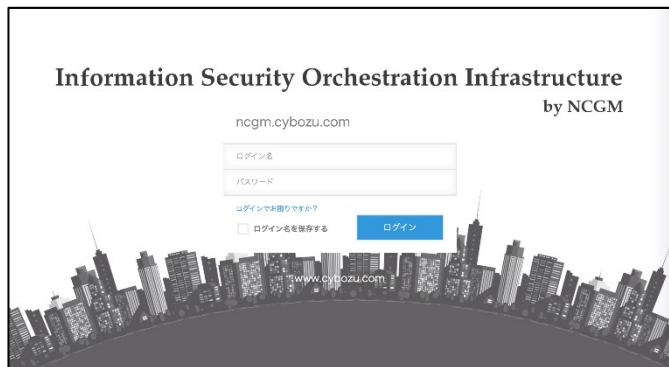 Information Security Orchestration Infrastructure
by NCGM
ncgm.cybozu.com
ログイン名
パスワード
ログインでお困りですか?
ログイン名を保存する
ログイン
www.cybozu.com